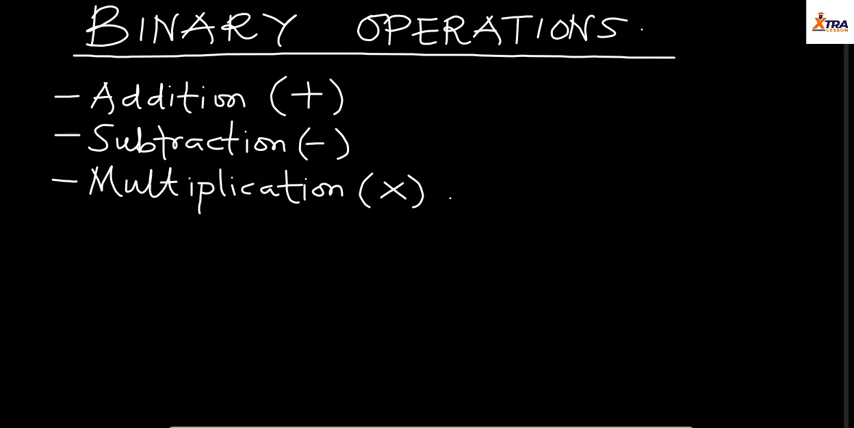 BINARY OPERATIONS.
- Addition (+)
- Subtraction (-)
- Multiplication (×)
XTRA
LESSON